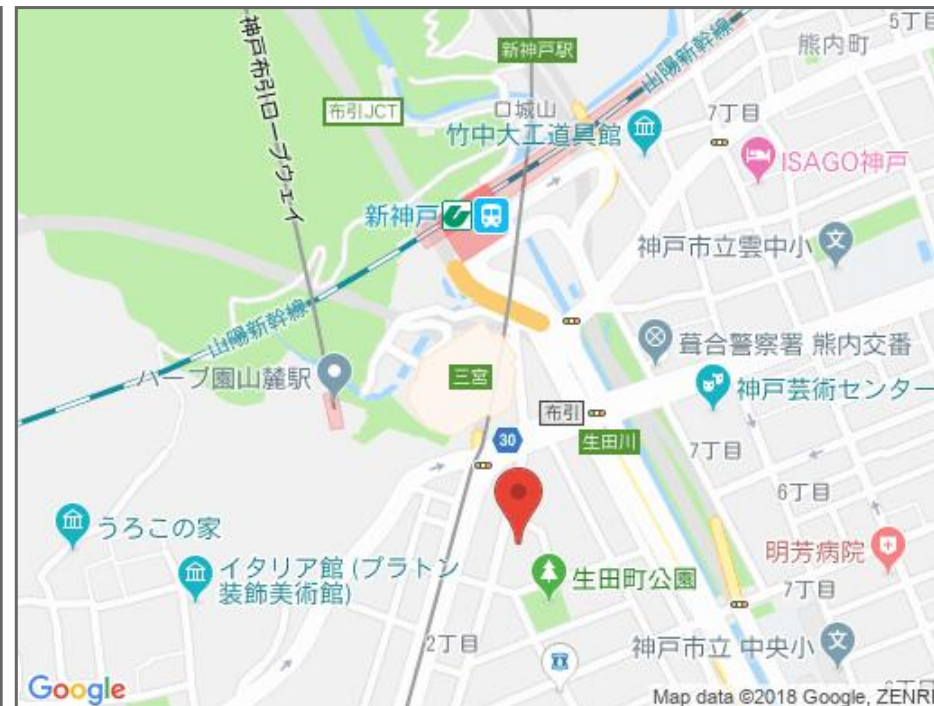 5丁目
熊内町
新神戸駅
山陽新幹線
神戸布引ロープウェイ
布引JCT
口城山
7丁目
竹中大工道具館
ISAGO神戸
新神戸
神戸市立雲中小
山陽新幹線
葺合警察署 熊内交番
ハーブ園山麓駅
三宮
神戸芸術センター
布引
30
生田川
7丁目
6丁目
うろこの家
明芳病院
イタリア館 (プラトン
装飾美術館)
生田町公園
7丁目
2丁目
神戸市立 中央小
Google
Map data ©2018 Google, ZENRI